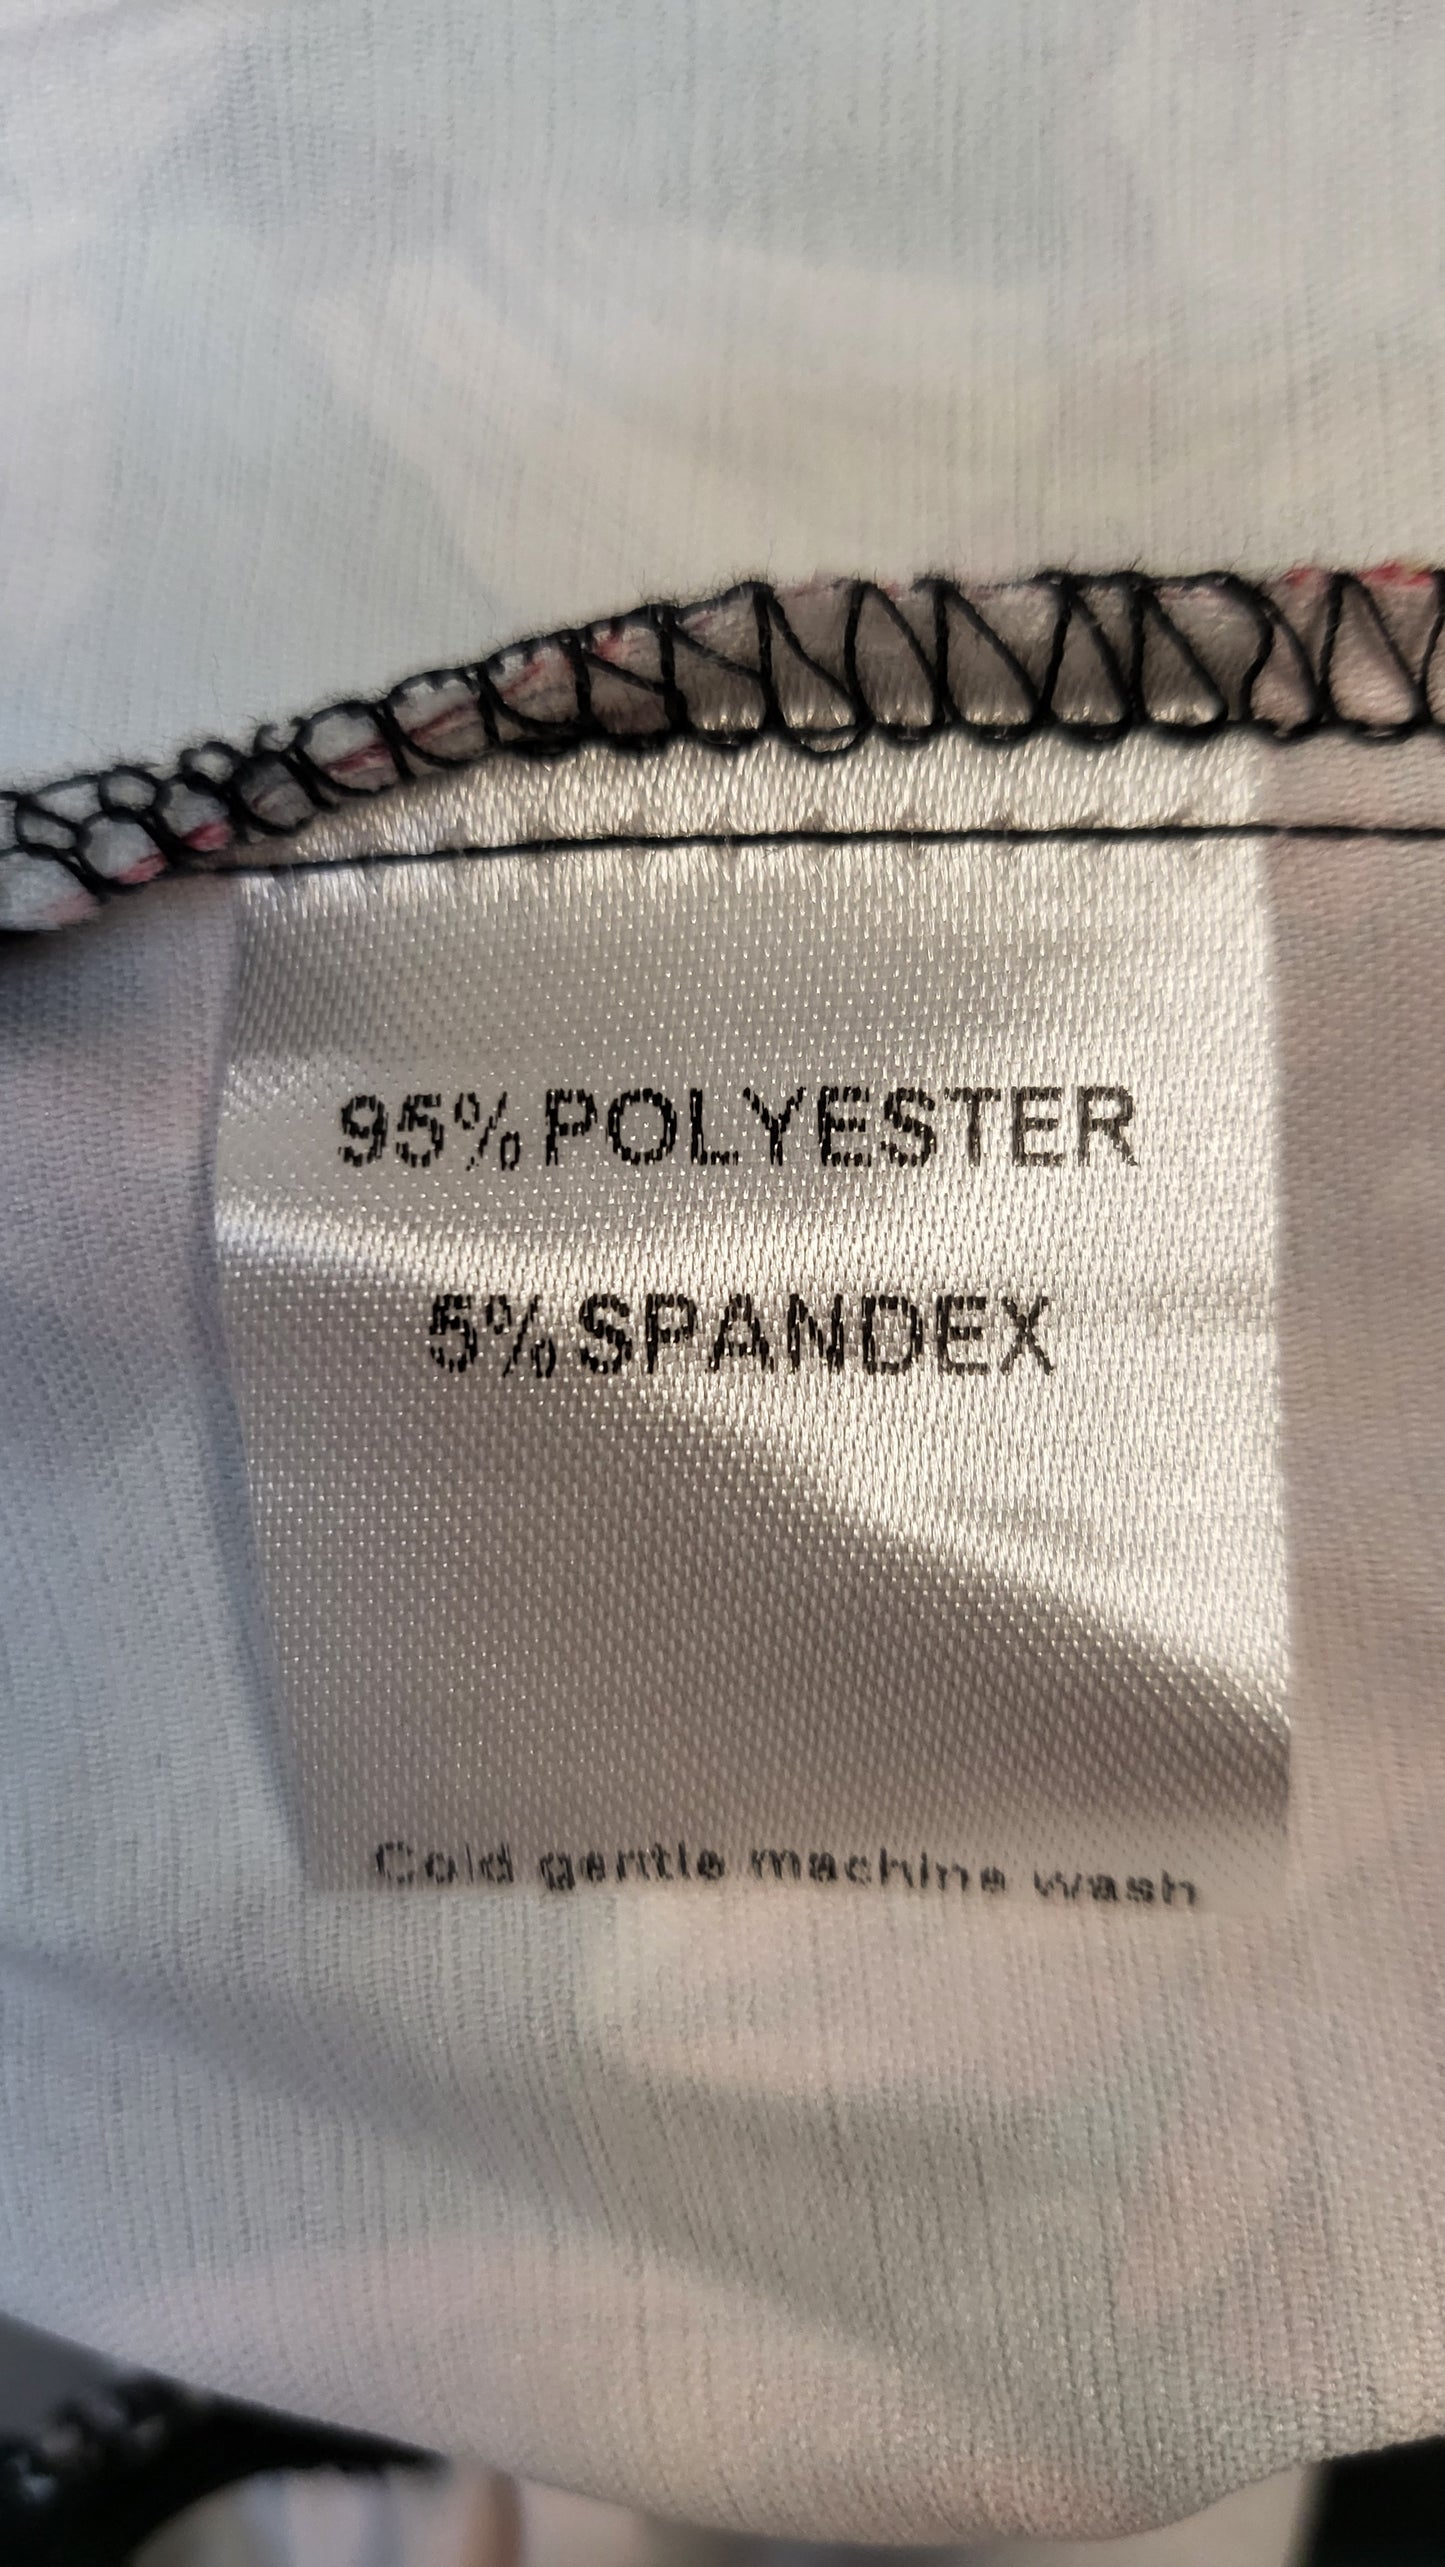 95% POLYESTER
5% SPANDEX
Cold gentle machine wash